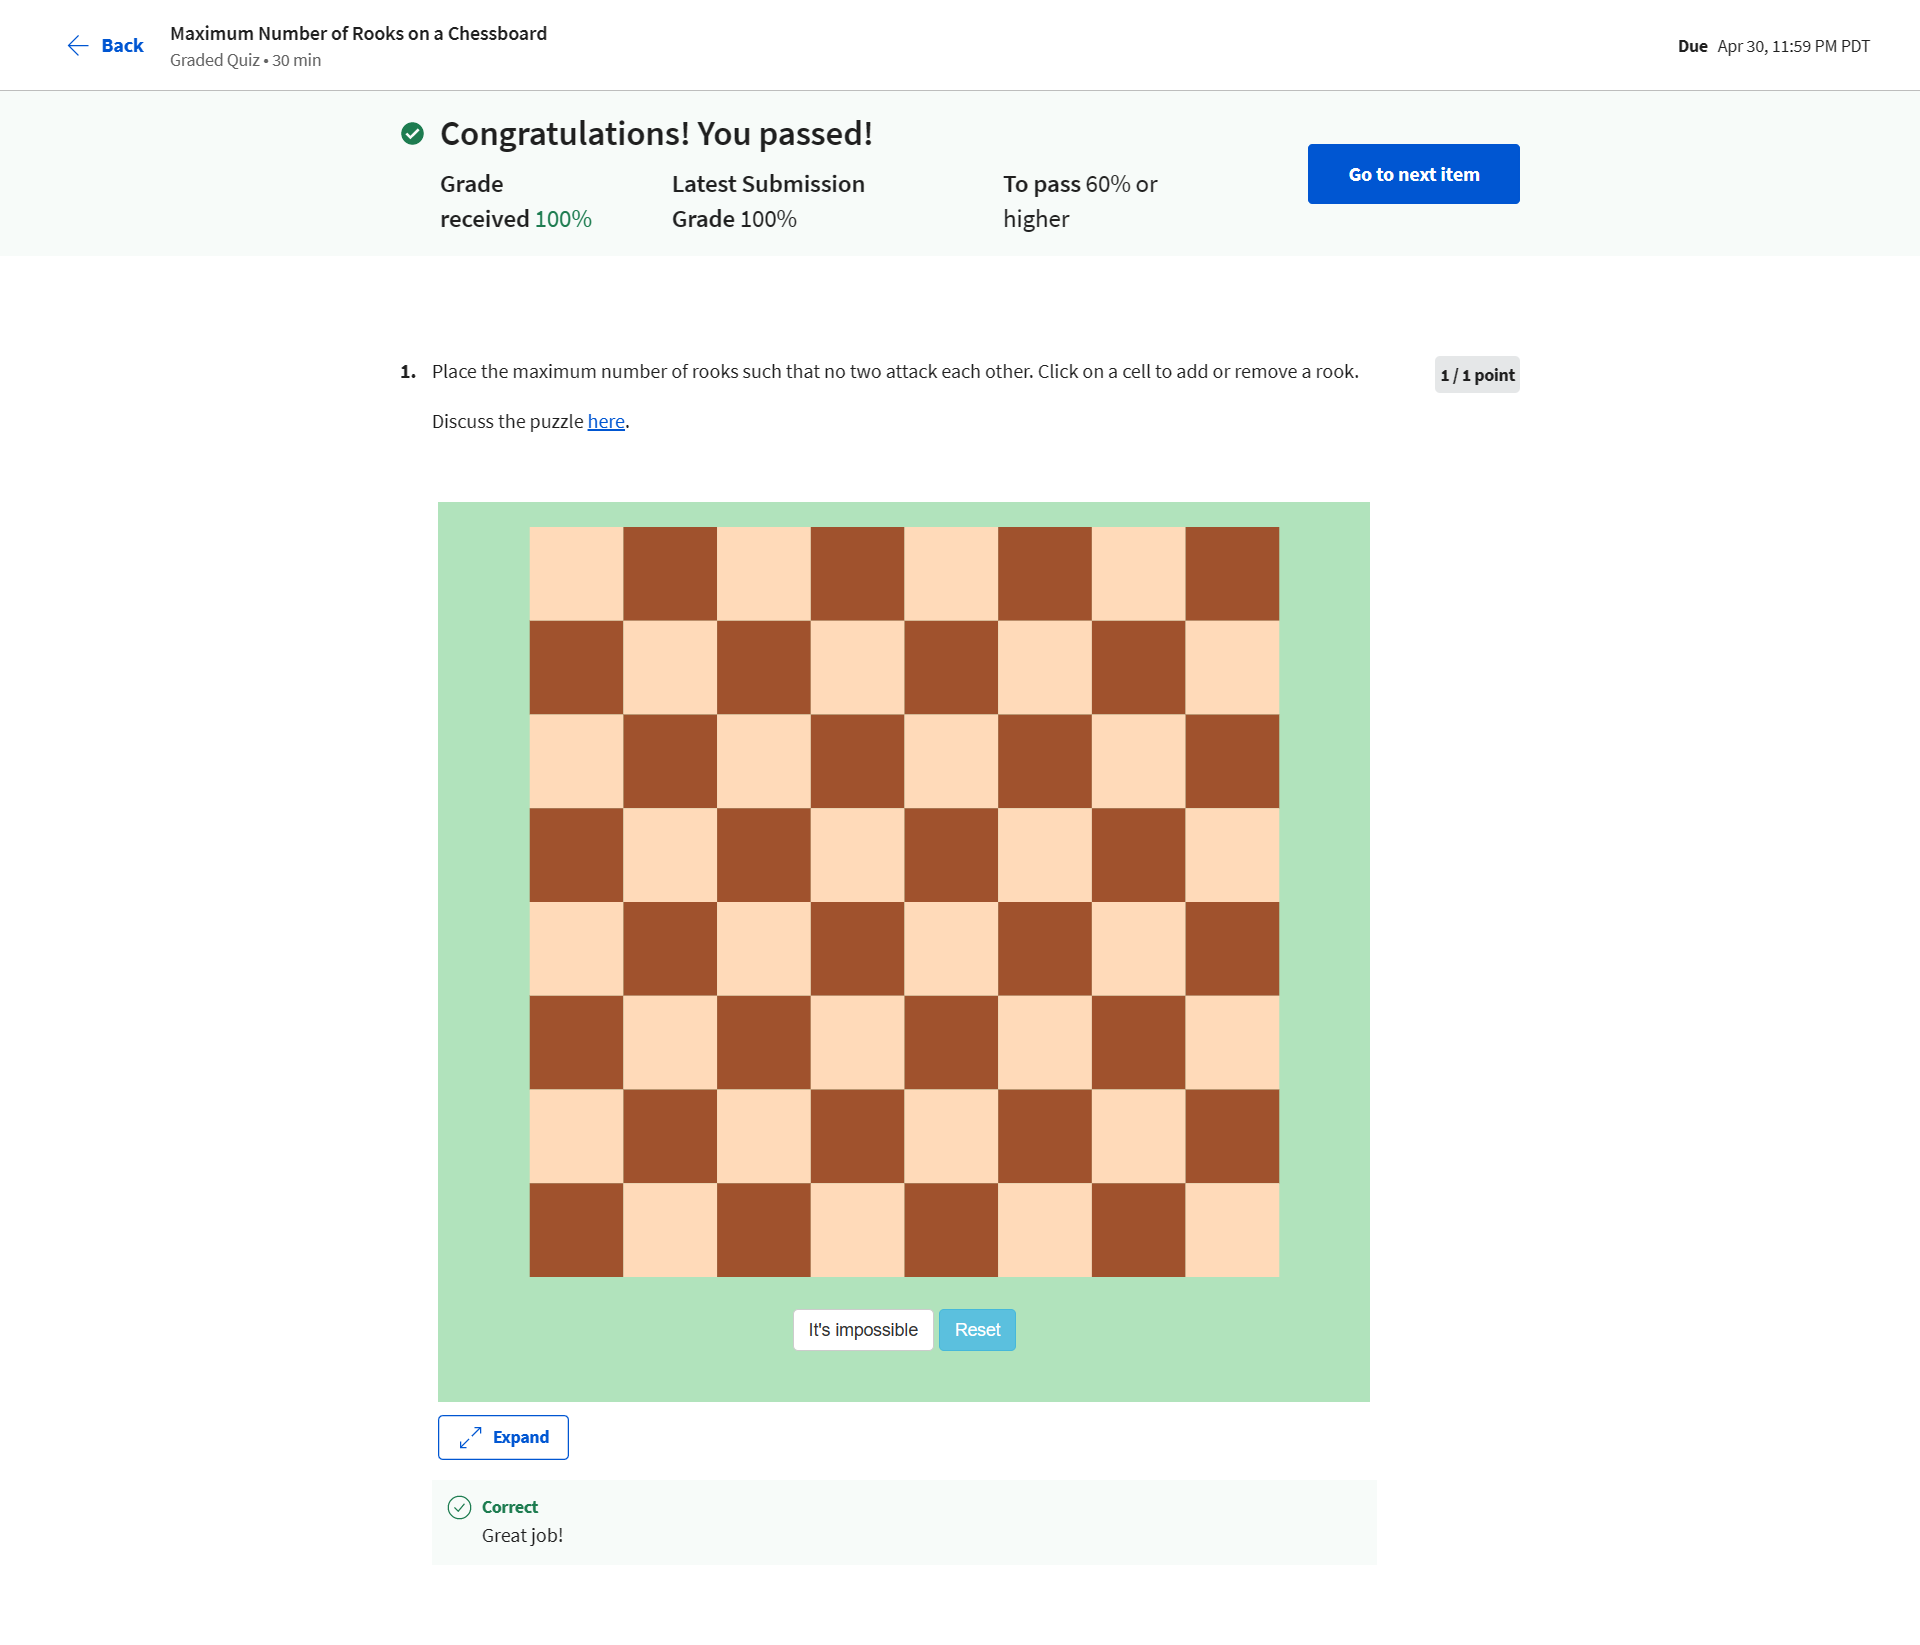 Back
Maximum Number of Rooks on a Chessboard
Graded Quiz • 30 min
Due Apr 30, 11:59 PM PDT
Congratulations! You passed!
Grade
received 100%
Latest Submission
Grade 100%
To pass 60% or
higher
Go to next item
1. Place the maximum number of rooks such that no two attack each other. Click on a cell to add or remove a rook.
1 / 1 point
Discuss the puzzle here.
It's impossible
Reset
Expand
Correct
Great job!